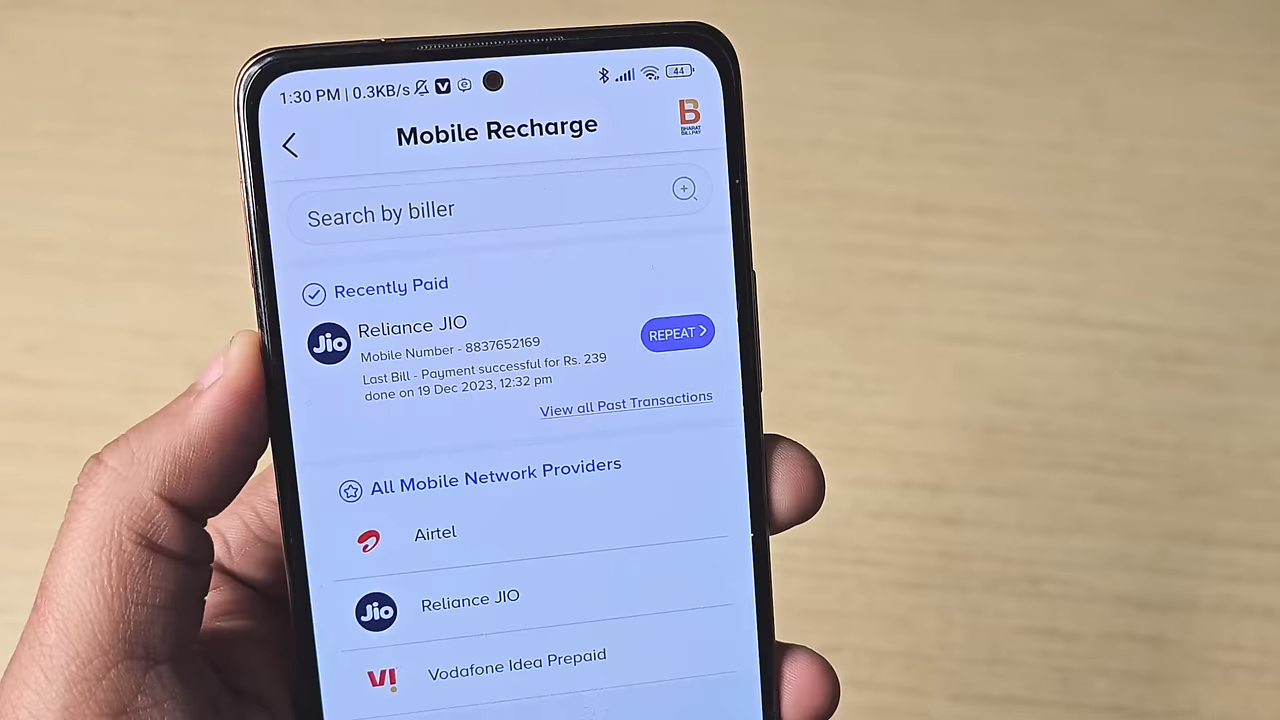 1:30 PM | 0.3KB/s
44
Mobile Recharge
B
BHARAT
BILLPAY
Search by biller
Recently Paid
Jio
Reliance JIO
Mobile Number - 8837652169
Last Bill - Payment successful for Rs. 239
done on 19 Dec 2023, 12:32 pm
REPEAT >
View all Past Transactions
All Mobile Network Providers
Airtel
Jio
Reliance JIO
VI
Vodafone Idea Prepaid